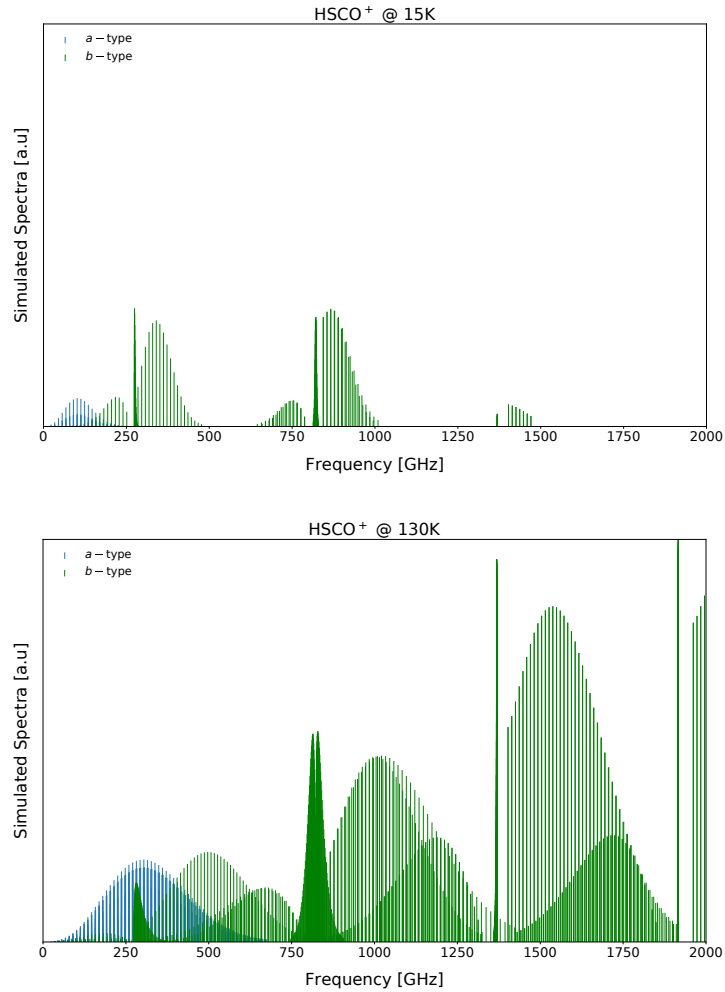 HSCO⁺ @ 15K
a − type
b − type
Simulated Spectra [a.u]
0 250 500 750 1000 1250 1500 1750 2000
Frequency [GHz]
HSCO⁺ @ 130K
a − type
b − type
Simulated Spectra [a.u]
0 250 500 750 1000 1250 1500 1750 2000
Frequency [GHz]